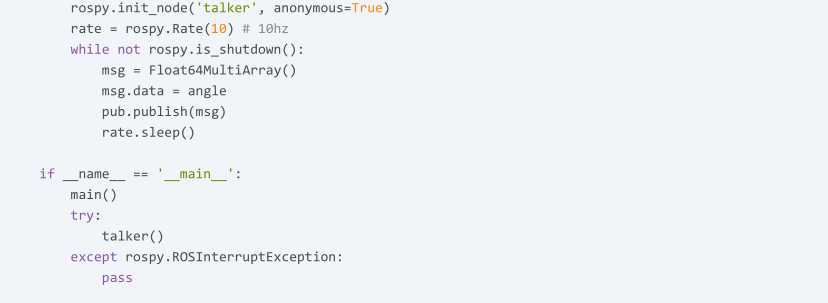 rospy.init_node('talker', anonymous=True)
    rate = rospy.Rate(10) # 10hz
    while not rospy.is_shutdown():
        msg = Float64MultiArray()
        msg.data = angle
        pub.publish(msg)
        rate.sleep()

if __name__ == '__main__':
    main()
    try:
        talker()
    except rospy.ROSInterruptException:
        pass